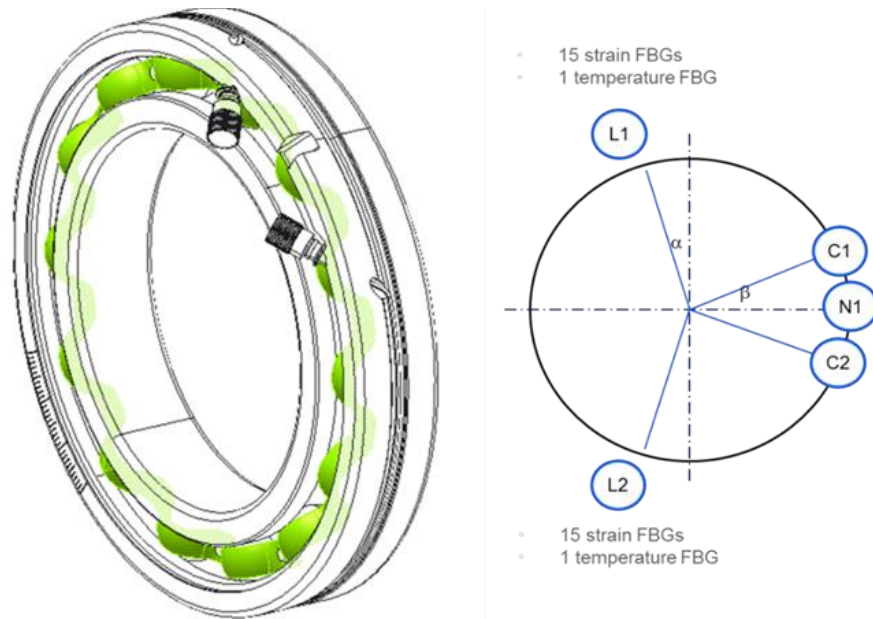 15 strain FBGs
1 temperature FBG
L1
α
C1
β
N1
C2
L2
15 strain FBGs
1 temperature FBG